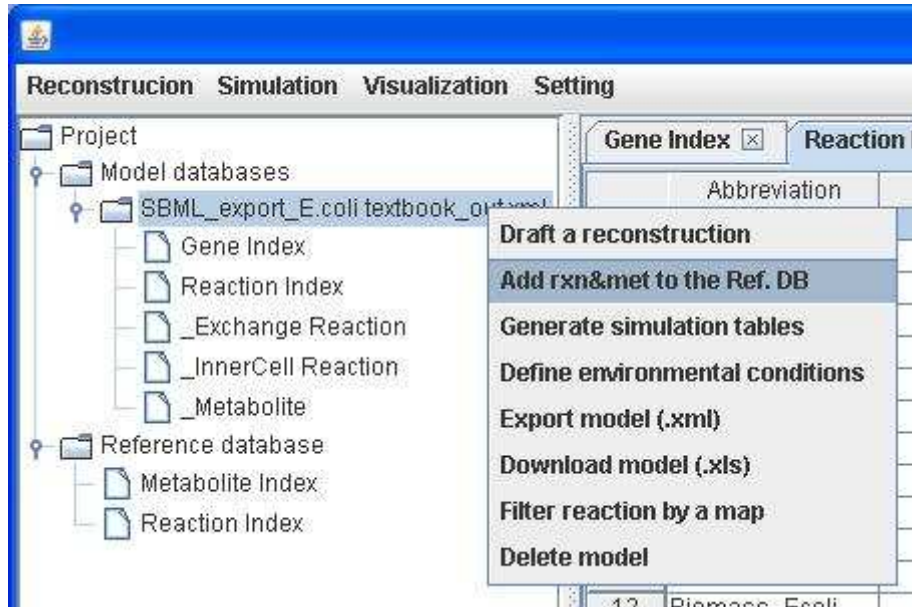 Reconstrucion Simulation Visualization Setting
Project
Model databases
SBML_export_E.coli textbook_out.xml
Gene Index
Reaction Index
_Exchange Reaction
_InnerCell Reaction
_Metabolite
Reference database
Metabolite Index
Reaction Index
Gene Index Reaction
Abbreviation
Draft a reconstruction
Add rxn&met to the Ref. DB
Generate simulation tables
Define environmental conditions
Export model (.xml)
Download model (.xls)
Filter reaction by a map
Delete model
12 Biomass_Ecoli